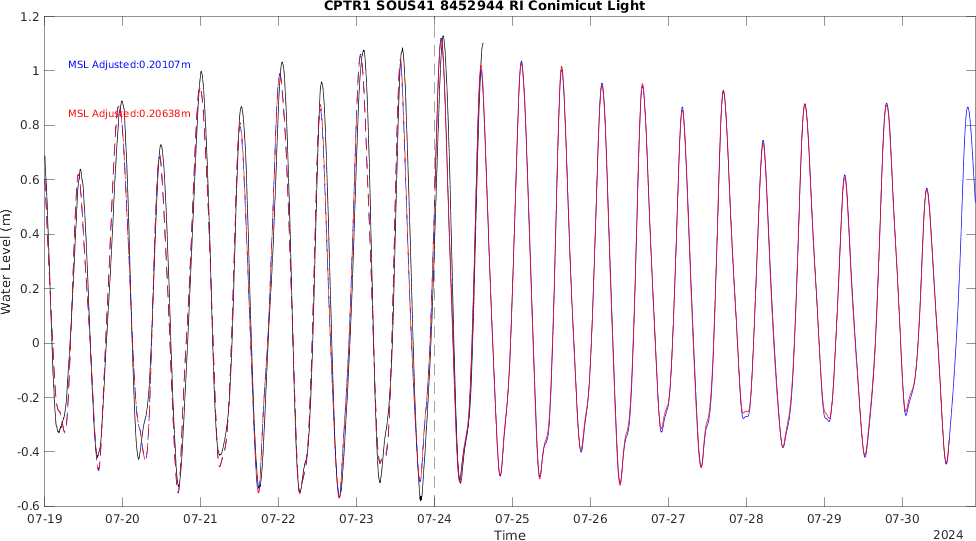 CPTR1 SOUS41 8452944 RI Conimicut Light
1.2
1
0.8
0.6
0.4
0.2
0
-0.2
-0.4
-0.6
Water Level (m)
MSL Adjusted:0.20107m
MSL Adjusted:0.20638m
07-19 07-20 07-21 07-22 07-23 07-24 07-25 07-26 07-27 07-28 07-29 07-30
Time
2024